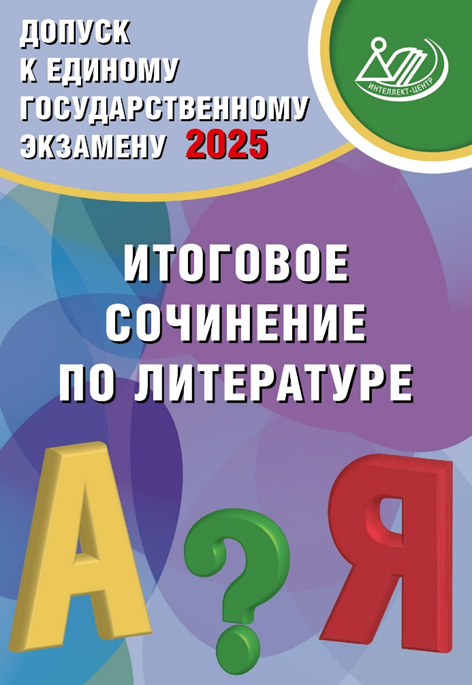 ДОПУСК
К ЕДИНОМУ
ГОСУДАРСТВЕННОМУ
ЭКЗАМЕНУ 2025
ИНТЕЛЛЕКТ-ЦЕНТР
ИТОГОВОЕ
СОЧИНЕНИЕ
ПО ЛИТЕРАТУРЕ
А?Я